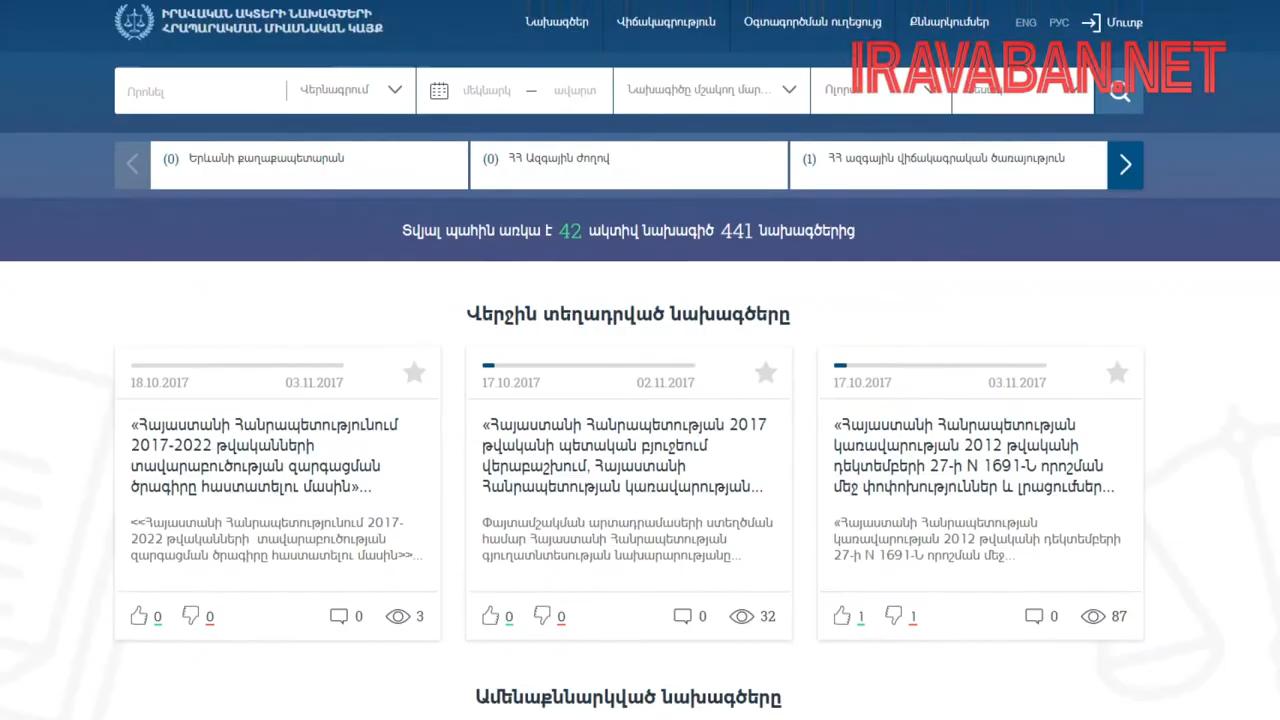 ԻՐԱՎԱԿԱՆ ԱԿՏԵՐԻ ՆԱԽԱԳԾԵՐԻ
ՀՐԱՊԱՐԱԿՄԱՆ ՄԻԱՍՆԱԿԱՆ ԿԱՅՔ
Նախագծեր Վիճակագրություն Օգտագործման ուղեցույց Քննարկումներ ENG РУС Մուտք
IRAVABAN.NET
Որոնել Վերնագրում մեկնարկ — ավարտ Նախագիծը մշակող մար...
(0) Երևանի քաղաքապետարան (0) ՀՀ Ազգային ժողով (1) ՀՀ ազգային վիճակագրական ծառայություն
Տվյալ պահին առկա է 42 ակտիվ նախագիծ 441 նախագծերից
Վերջին տեղադրված նախագծերը
18.10.2017 03.11.2017
«Հայաստանի Հանրապետությունում
2017-2022 թվականների
տավարաբուծության զարգացման
ծրագիրը հաստատելու մասին»...
<<Հայաստանի Հանրապետությունում 2017-
2022 թվականների տավարաբուծության
զարգացման ծրագիրը հաստատելու մասին>>...
0 0 0 3
17.10.2017 02.11.2017
«Հայաստանի Հանրապետության 2017
թվականի պետական բյուջեում
վերաբաշխում, Հայաստանի
Հանրապետության կառավարության...
Փայտամշակման արտադրամասերի ստեղծման
համար Հայաստանի Հանրապետության
գյուղատնտեսության նախարարությանը...
0 0 0 32
17.10.2017 03.11.2017
«Հայաստանի Հանրապետության
կառավարության 2012 թվականի
դեկտեմբերի 27-ի N 1691-Ն որոշման
մեջ փոփոխություններ և լրացումներ...
«Հայաստանի Հանրապետության
կառավարության 2012 թվականի դեկտեմբերի
27-ի N 1691-Ն որոշման մեջ...
1 1 0 87
Ամենաքննարկված նախագծերը